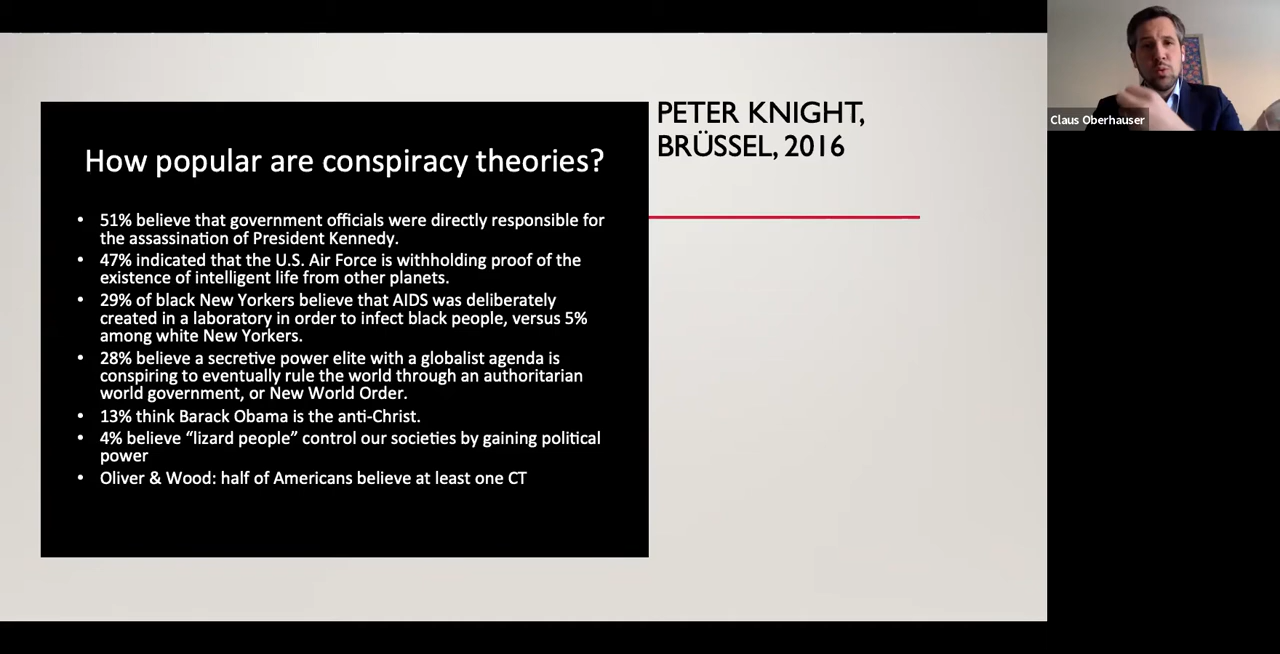 How popular are conspiracy theories?
• 51% believe that government officials were directly responsible for
the assassination of President Kennedy.
• 47% indicated that the U.S. Air Force is withholding proof of the
existence of intelligent life from other planets.
• 29% of black New Yorkers believe that AIDS was deliberately
created in a laboratory in order to infect black people, versus 5%
among white New Yorkers.
• 28% believe a secretive power elite with a globalist agenda is
conspiring to eventually rule the world through an authoritarian
world government, or New World Order.
• 13% think Barack Obama is the anti-Christ.
• 4% believe “lizard people” control our societies by gaining political
power
• Oliver & Wood: half of Americans believe at least one CT
PETER KNIGHT,
BRÜSSEL, 2016
Claus Oberhauser